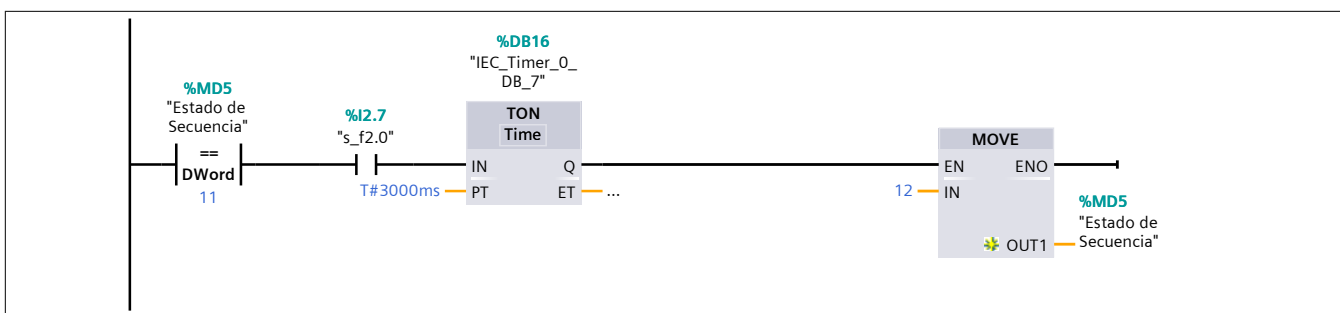 %DB16
"IEC_Timer_0_
DB_7"
%MD5
"Estado de
Secuencia"
==
DWord
11
%I2.7
"s_f2.0"
TON
Time
IN
Q
T#3000ms
PT
ET
...
MOVE
EN
ENO
12
IN
OUT1
%MD5
"Estado de
Secuencia"